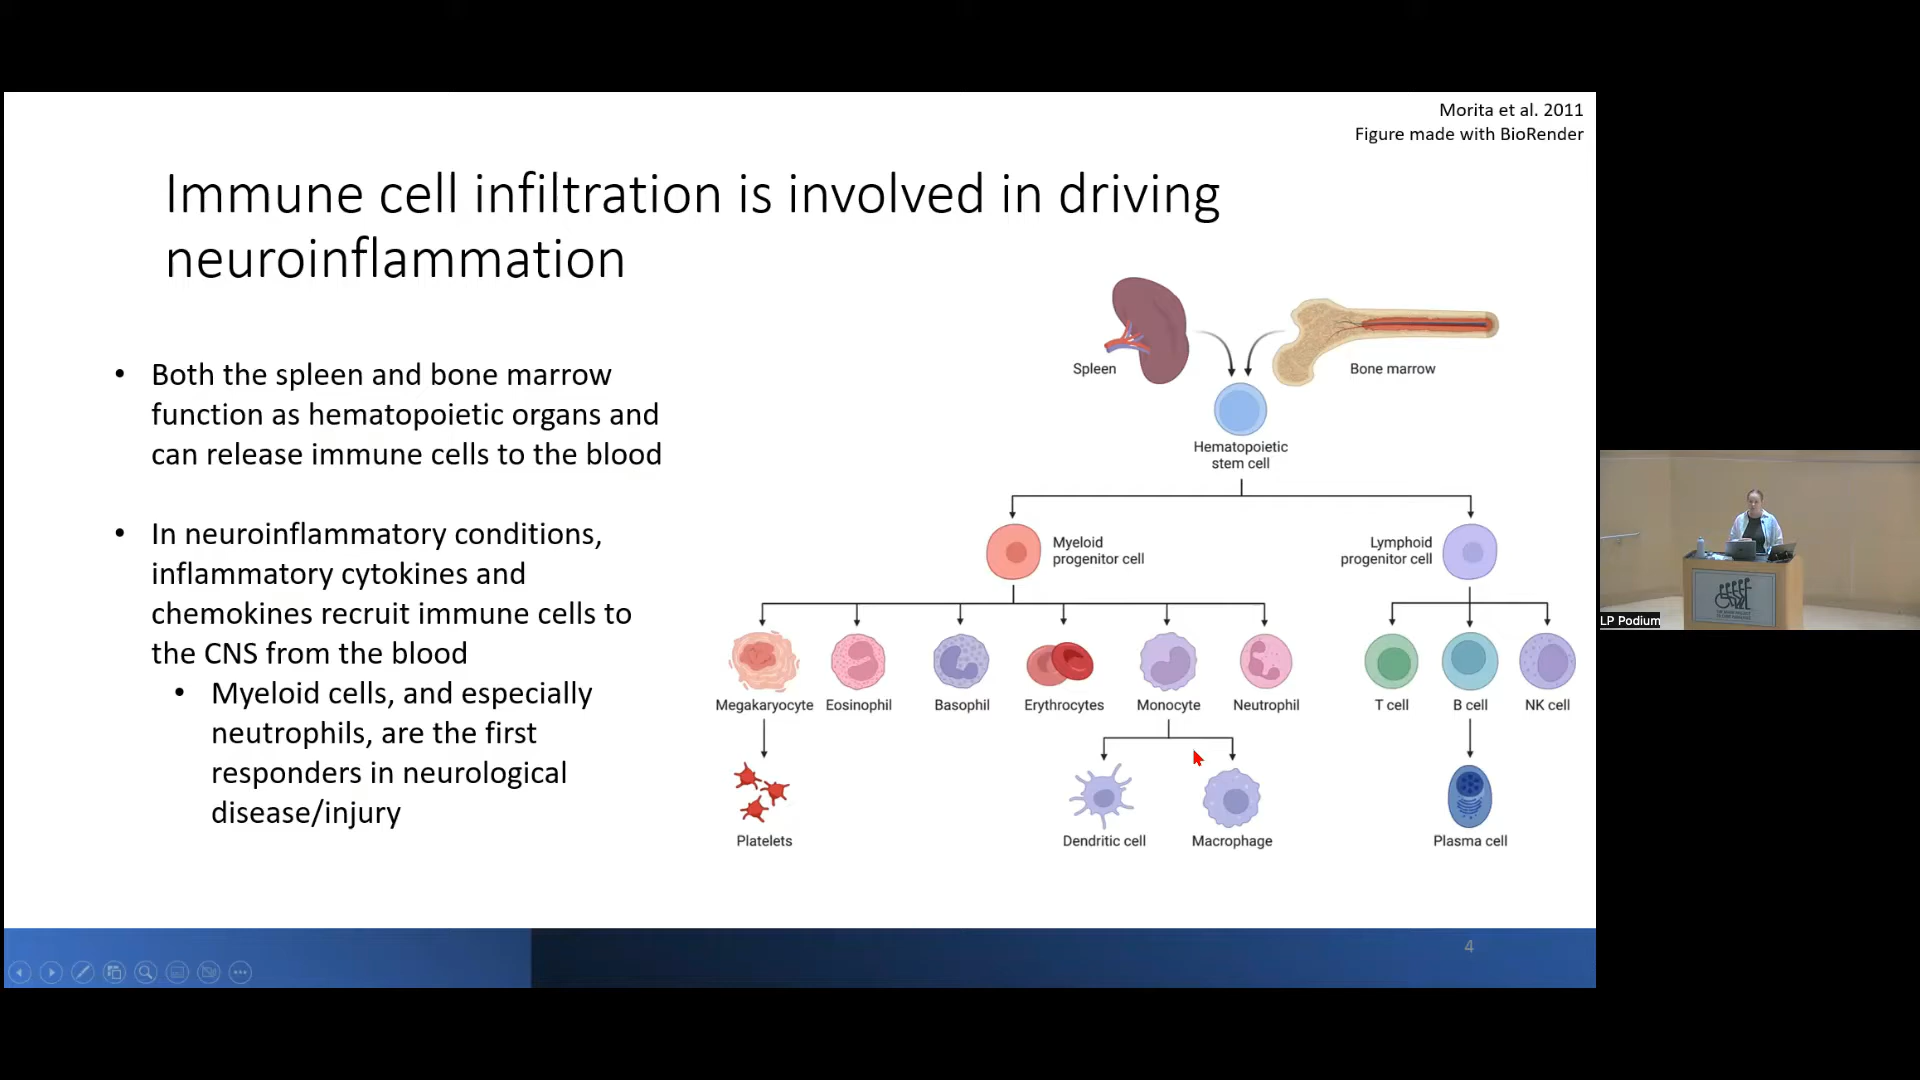 Morita et al. 2011
Figure made with BioRender
Immune cell infiltration is involved in driving
neuroinflammation
• Both the spleen and bone marrow
function as hematopoietic organs and
can release immune cells to the blood
• In neuroinflammatory conditions,
inflammatory cytokines and
chemokines recruit immune cells to
the CNS from the blood
• Myeloid cells, and especially
neutrophils, are the first
responders in neurological
disease/injury
Spleen
Bone marrow
Hematopoietic
stem cell
Myeloid
progenitor cell
Lymphoid
progenitor cell
Megakaryocyte
Eosinophil
Basophil
Erythrocytes
Monocyte
Neutrophil
T cell
B cell
NK cell
Platelets
Dendritic cell
Macrophage
Plasma cell
4
LP Podium